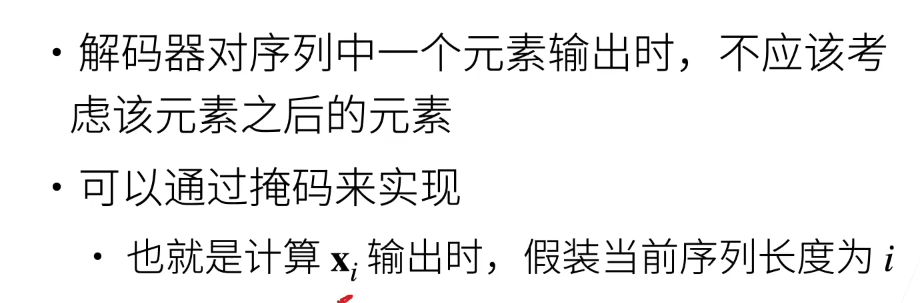 • 解码器对序列中一个元素输出时，不应该考
虑该元素之后的元素
• 可以通过掩码来实现
• 也就是计算 xᵢ 输出时，假装当前序列长度为 i